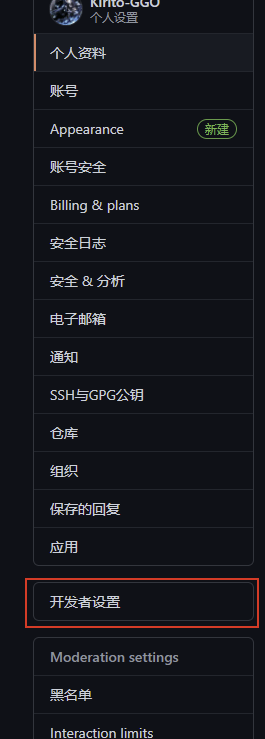 Kirito-GGO
个人设置
个人资料
账号
Appearance 新建
账号安全
Billing & plans
安全日志
安全 & 分析
电子邮箱
通知
SSH与GPG公钥
仓库
组织
保存的回复
应用
开发者设置
Moderation settings
黑名单
Interaction limits